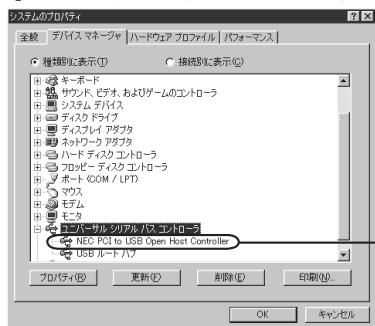 システムのプロパティ
全般 デバイス マネージャ ハードウェア プロファイル パフォーマンス
種類別に表示(T) 接続別に表示(C)
キーボード
サウンド、ビデオ、およびゲームのコントローラ
システム デバイス
ディスク ドライブ
ディスプレイ アダプタ
ネットワーク アダプタ
ハード ディスク コントローラ
フロッピー ディスク コントローラ
ポート (COM / LPT)
マウス
モデム
モニタ
ユニバーサル シリアル バス コントローラ
NEC PCI to USB Open Host Controller
USB ルート ハブ
プロパティ(R) 更新(F) 削除(E) 印刷(N)...
OK キャンセル